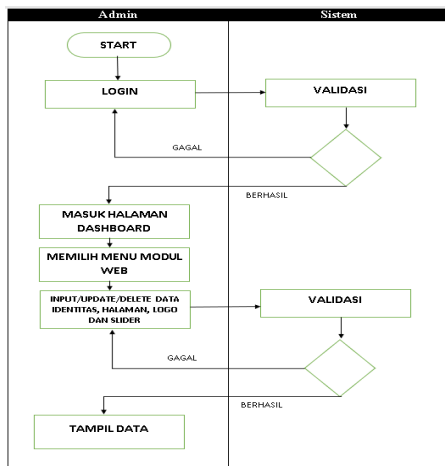 Admin
Sistem
START
LOGIN
VALIDASI
GAGAL
BERHASIL
MASUK HALAMAN
DASHBOARD
MEMILIH MENU MODUL
WEB
INPUT/UPDATE/DELETE DATA
IDENTITAS, HALAMAN, LOGO
DAN SLIDER
VALIDASI
GAGAL
BERHASIL
TAMPIL DATA